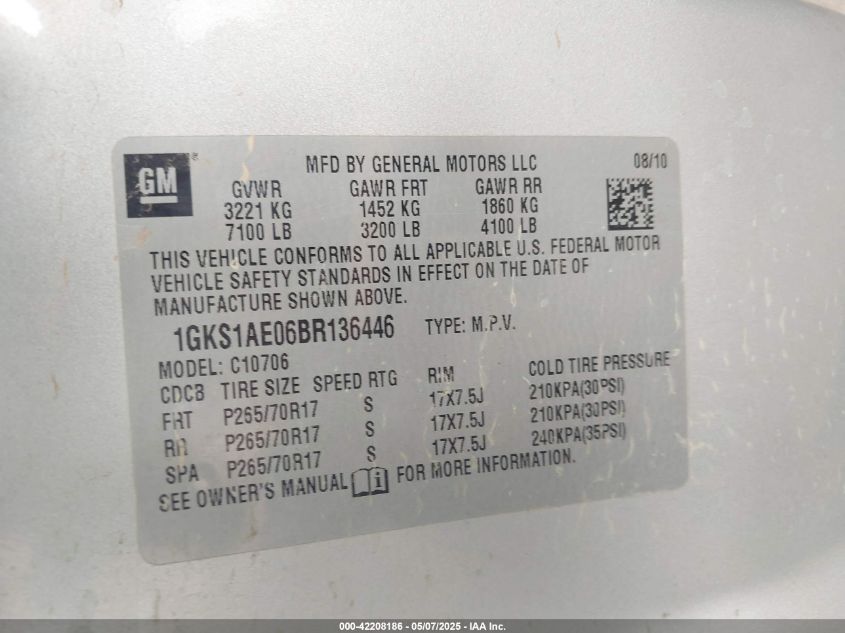 GM
MFD BY GENERAL MOTORS LLC 08/10
GVWR GAWR FRT GAWR RR
3221 KG 1452 KG 1860 KG
7100 LB 3200 LB 4100 LB
THIS VEHICLE CONFORMS TO ALL APPLICABLE U.S. FEDERAL MOTOR
VEHICLE SAFETY STANDARDS IN EFFECT ON THE DATE OF
MANUFACTURE SHOWN ABOVE.
1GKS1AE06BR136446 TYPE: M.P.V.
MODEL: C10706
CDCB TIRE SIZE SPEED RTG RIM COLD TIRE PRESSURE
FRT P265/70R17 S 17X7.5J 210KPA(30PSI)
RR P265/70R17 S 17X7.5J 210KPA(30PSI)
SPA P265/70R17 S 17X7.5J 240KPA(35PSI)
SEE OWNER'S MANUAL FOR MORE INFORMATION.
000-42208186 - 05/07/2025 - IAA Inc.